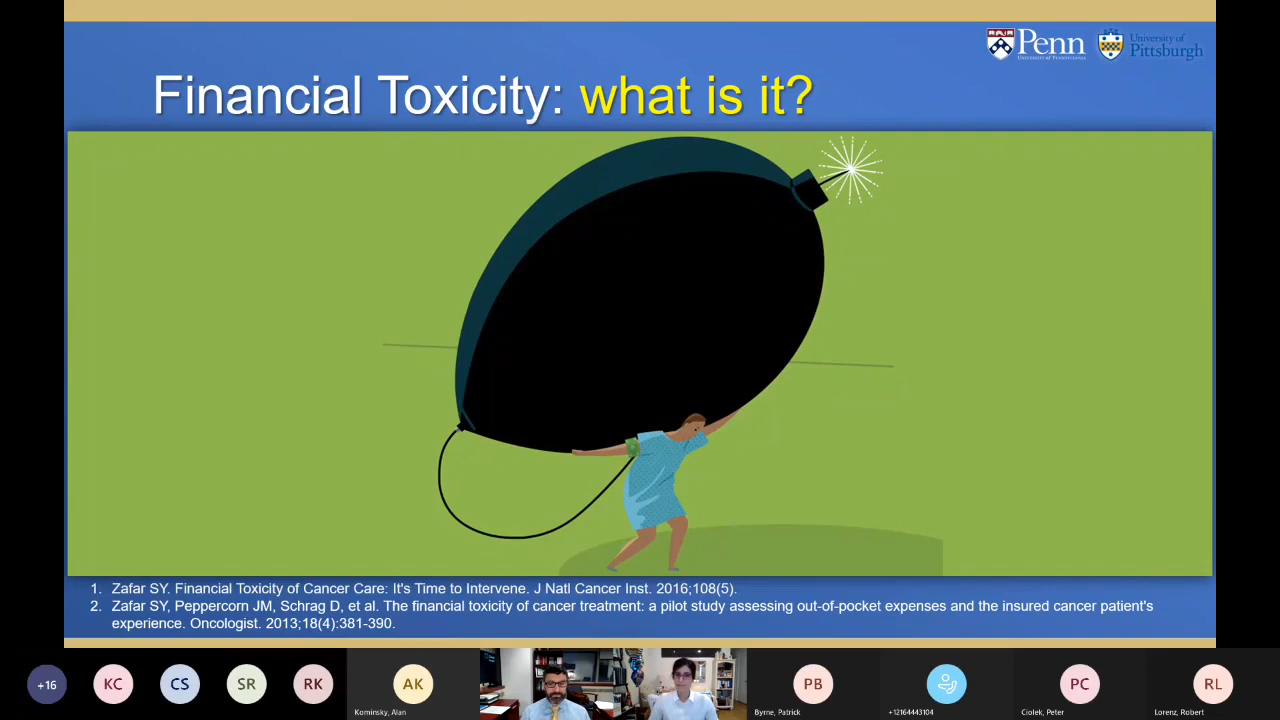 Penn
UNIVERSITY OF PENNSYLVANIA
University of
Pittsburgh
Financial Toxicity: what is it?
1. Zafar SY. Financial Toxicity of Cancer Care: It's Time to Intervene. J Natl Cancer Inst. 2016;108(5).
2. Zafar SY, Peppercorn JM, Schrag D, et al. The financial toxicity of cancer treatment: a pilot study assessing out-of-pocket expenses and the insured cancer patient's
experience. Oncologist. 2013;18(4):381-390.
+16
KC
CS
SR
RK
AK
PB
PC
RL
Kominsky, Alan
Byrne, Patrick
+12164443104
Ciolek, Peter
Lorenz, Robert